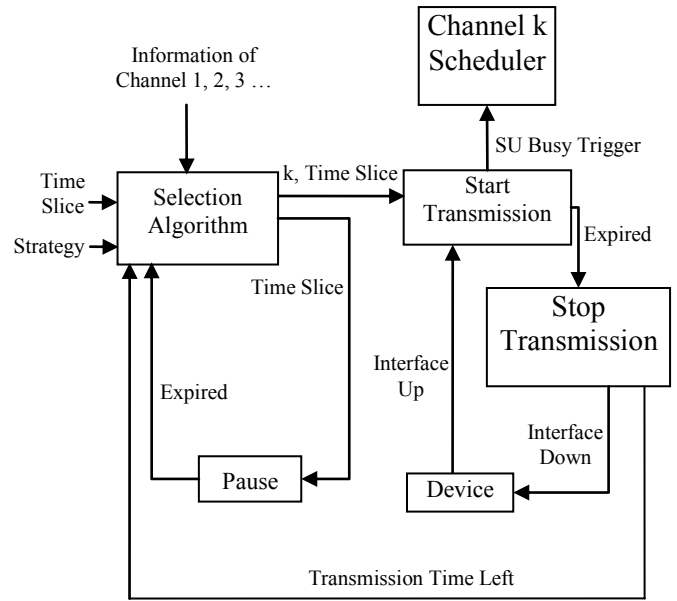 Channel k
Scheduler
Information of
Channel 1, 2, 3 …
SU Busy Trigger
k, Time Slice
Time
Slice
Selection
Algorithm
Start
Transmission
Strategy
Expired
Time Slice
Stop
Transmission
Interface
Up
Expired
Interface
Down
Pause
Device
Transmission Time Left